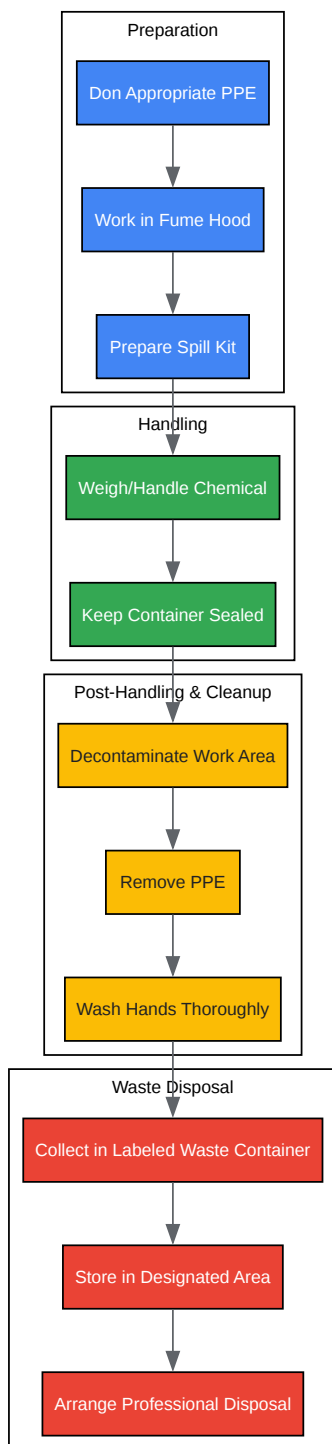 Preparation
Don Appropriate PPE
Work in Fume Hood
Prepare Spill Kit
Handling
Weigh/Handle Chemical
Keep Container Sealed
Post-Handling & Cleanup
Decontaminate Work Area
Remove PPE
Wash Hands Thoroughly
Waste Disposal
Collect in Labeled Waste Container
Store in Designated Area
Arrange Professional Disposal